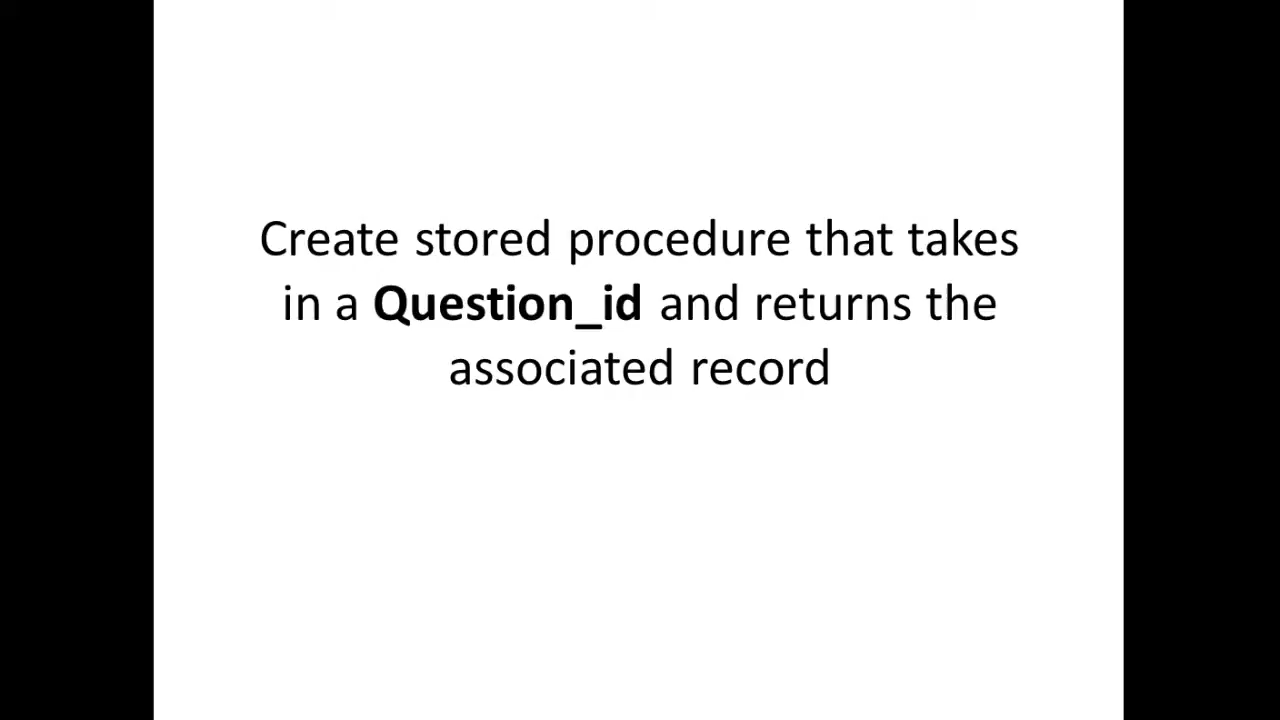 Create stored procedure that takes
in a Question_id and returns the
associated record